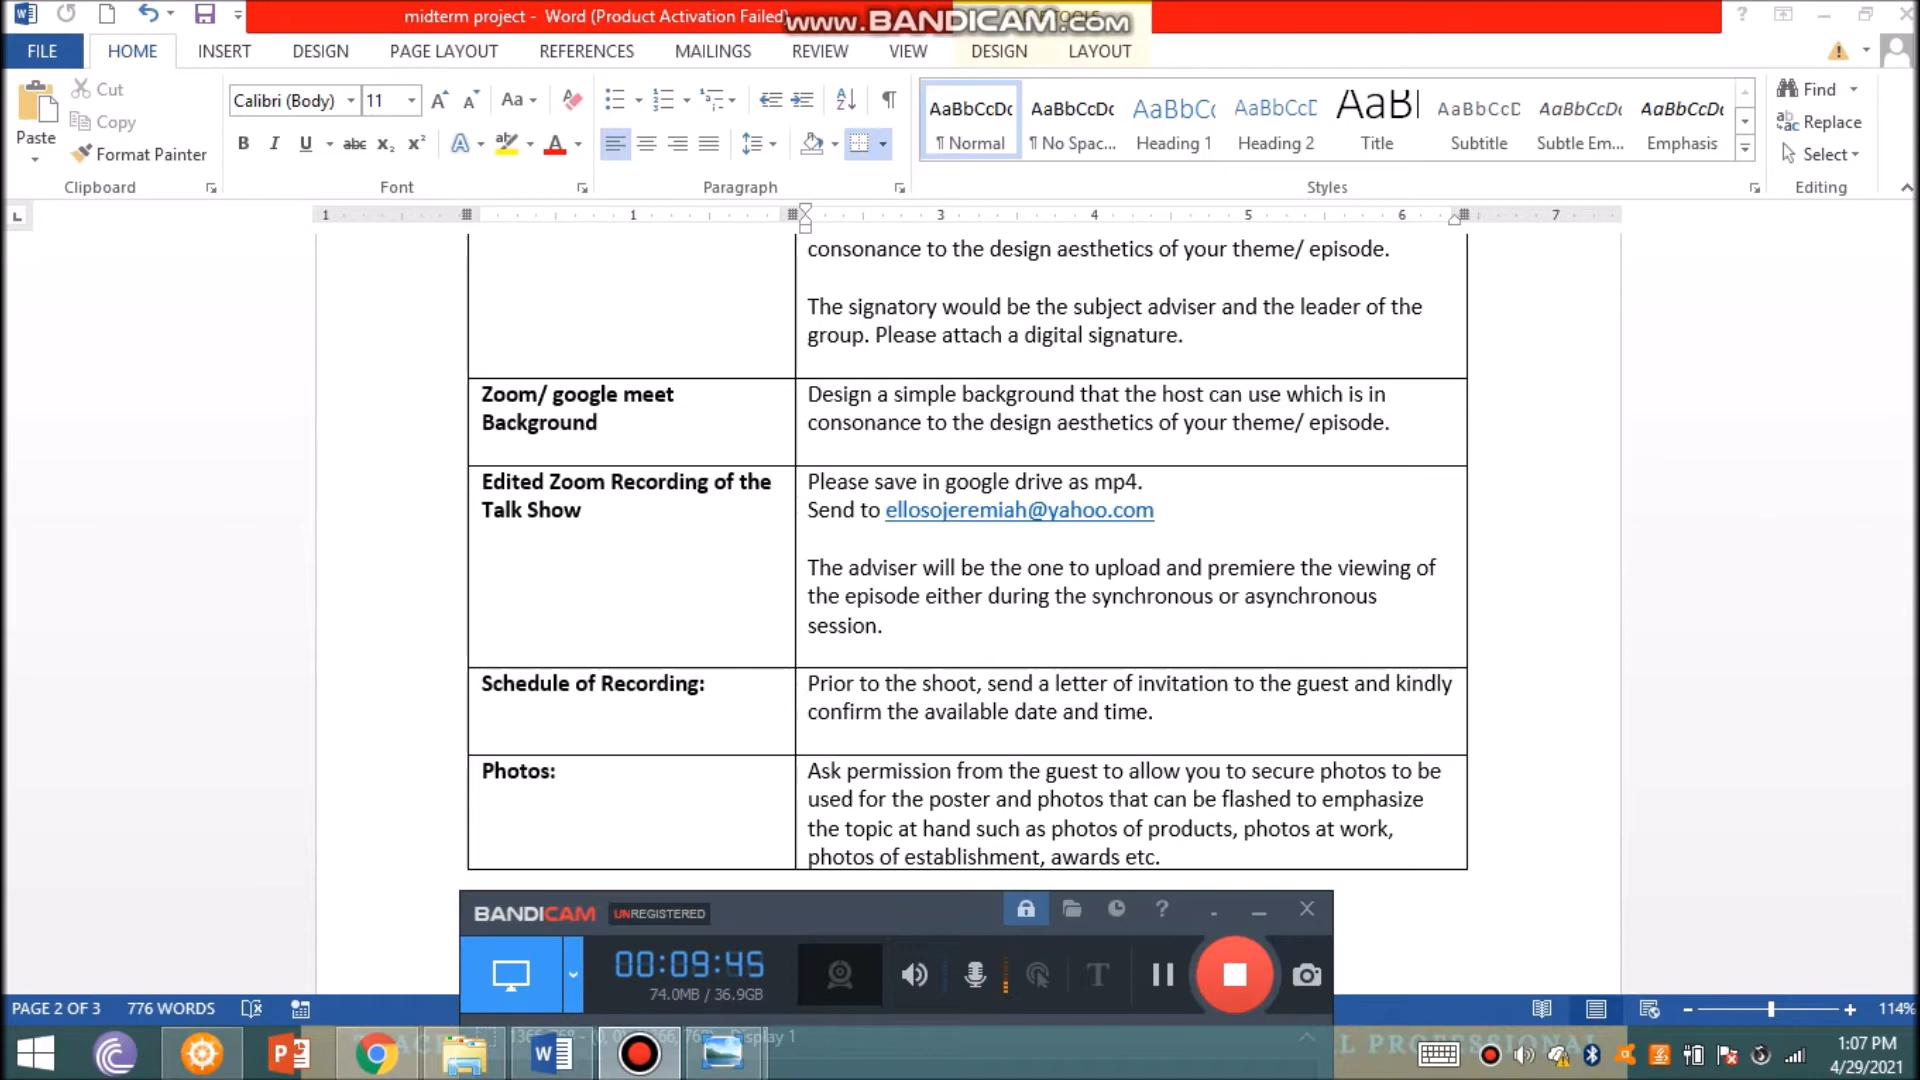 midterm project - Word (Product Activation Failed)
www.BANDICAM.com
FILE HOME INSERT DESIGN PAGE LAYOUT REFERENCES MAILINGS REVIEW VIEW DESIGN LAYOUT
Paste
Cut
Copy
Format Painter
Clipboard
Calibri (Body) 11
Font
Paragraph
AaBbCcDc AaBbCcDc AaBbC( AaBbCcE AaBl AaBbCcD AaBbCcDc AaBbCcDc
¶ Normal ¶ No Spac... Heading 1 Heading 2 Title Subtitle Subtle Em... Emphasis
Styles
Find
Replace
Select
Editing
1 1 3 4 5 6 7
consonance to the design aesthetics of your theme/ episode.
The signatory would be the subject adviser and the leader of the
group. Please attach a digital signature.
Zoom/ google meet
Background
Design a simple background that the host can use which is in
consonance to the design aesthetics of your theme/ episode.
Edited Zoom Recording of the
Talk Show
Please save in google drive as mp4.
Send to ellosojeremiah@yahoo.com
The adviser will be the one to upload and premiere the viewing of
the episode either during the synchronous or asynchronous
session.
Schedule of Recording:
Prior to the shoot, send a letter of invitation to the guest and kindly
confirm the available date and time.
Photos:
Ask permission from the guest to allow you to secure photos to be
used for the poster and photos that can be flashed to emphasize
the topic at hand such as photos of products, photos at work,
photos of establishment, awards etc.
BANDICAM UNREGISTERED
00:09:45
74.0MB / 36.9GB
PAGE 2 OF 3 776 WORDS
114%
1:07 PM
4/29/2021